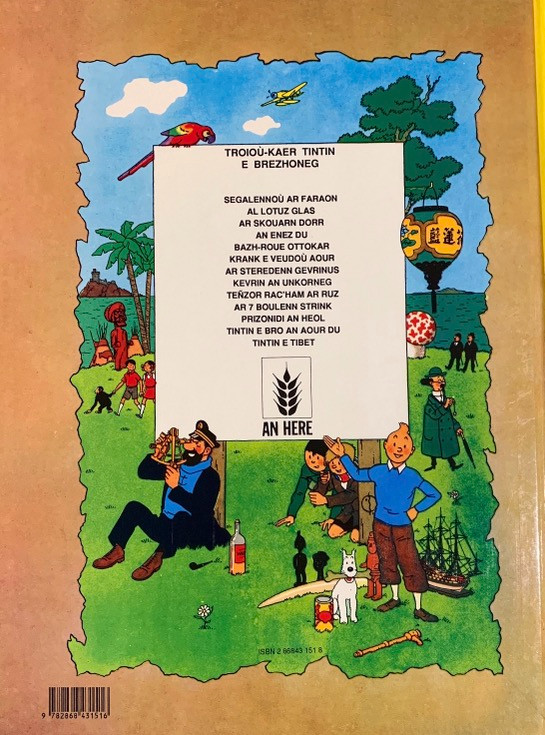 TROIOÙ-KAER TINTIN
E BREZHONEG
SEGALENNOÙ AR FARAON
AL LOTUZ GLAS
AR SKOUARN DORR
AN ENEZ DU
BAZH-ROUE OTTOKAR
KRANK E VEUDOÙ AOUR
AR STEREDENN GEVRINUS
KEVRIN AN UNKORNEG
TEÑZOR RAC'HAM AR RUZ
AR 7 BOULENN STRINK
PRIZONIDI AN HEOL
TINTIN E BRO AN AOUR DU
TINTIN E TIBET
AN HERE
ISBN 2 86843 151 8
9 782868 431516